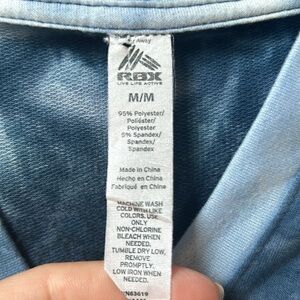 RBX
LIVE LIFE ACTIVE
M/M
95% Polyester/
Poliéster/
Polyester
5% Spandex/
Spandex/
Spandex
Made in China
Hecho en China
Fabriqué en China
MACHINE WASH
COLD WITH LIKE
COLORS, USE
ONLY
NON-CHLORINE
BLEACH WHEN
NEEDED,
TUMBLE DRY LOW,
REMOVE
PROMPTLY,
LOW IRON WHEN
NEEDED.